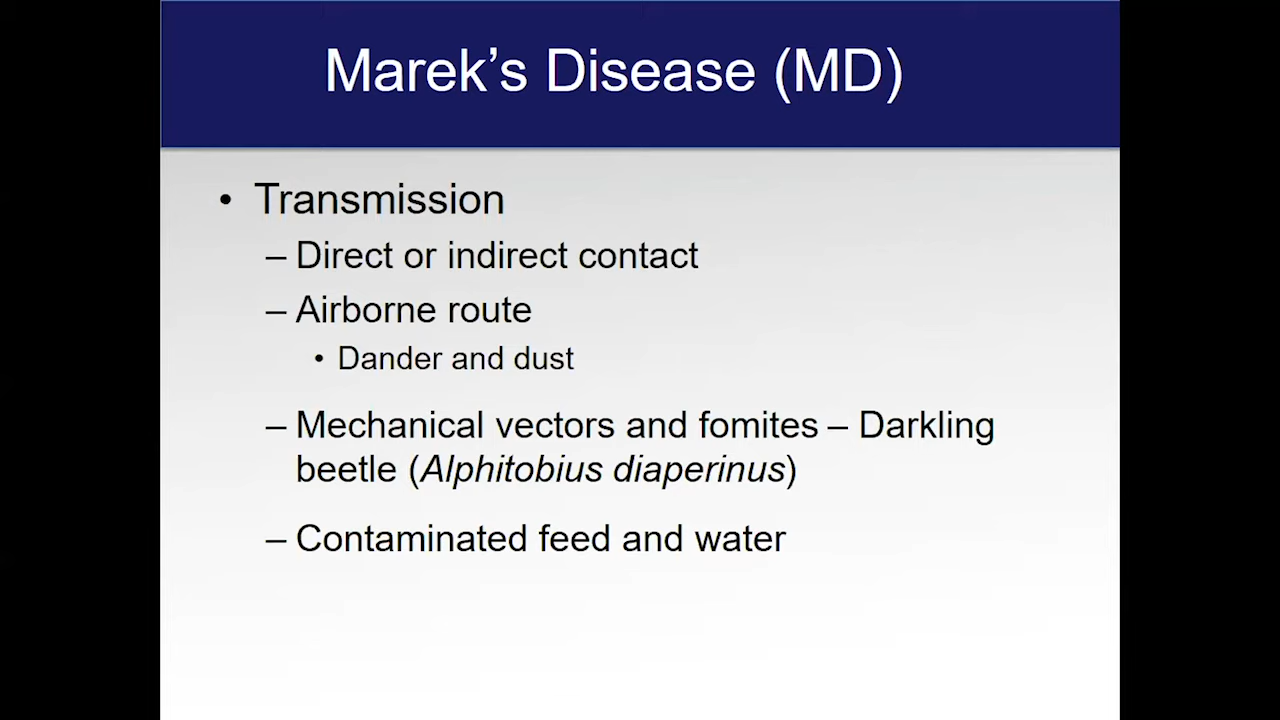 Marek’s Disease (MD)
• Transmission
– Direct or indirect contact
– Airborne route
• Dander and dust
– Mechanical vectors and fomites – Darkling
beetle (Alphitobius diaperinus)
– Contaminated feed and water